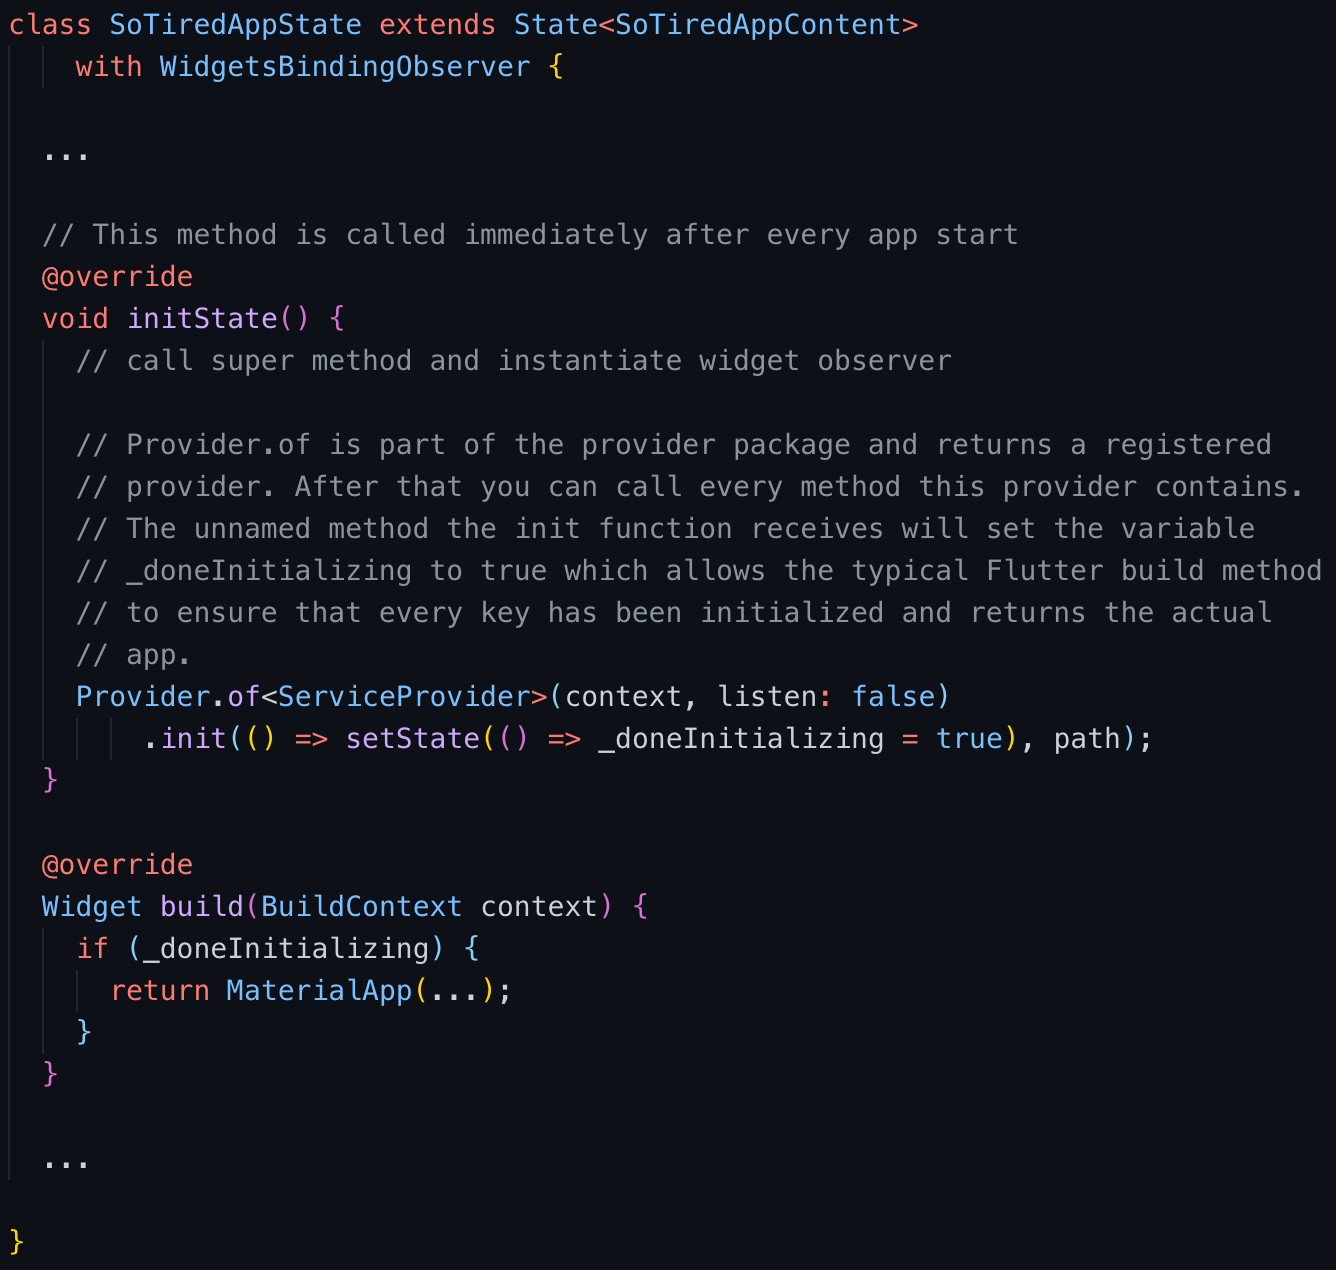 class SoTiredAppState extends State<SoTiredAppContent>
    with WidgetsBindingObserver {

  ...

  // This method is called immediately after every app start
  @override
  void initState() {
    // call super method and instantiate widget observer

    // Provider.of is part of the provider package and returns a registered
    // provider. After that you can call every method this provider contains.
    // The unnamed method the init function receives will set the variable
    // _doneInitializing to true which allows the typical Flutter build method
    // to ensure that every key has been initialized and returns the actual
    // app.
    Provider.of<ServiceProvider>(context, listen: false)
        .init(() => setState(() => _doneInitializing = true), path);
  }

  @override
  Widget build(BuildContext context) {
    if (_doneInitializing) {
      return MaterialApp(...);
    }
  }

  ...

}